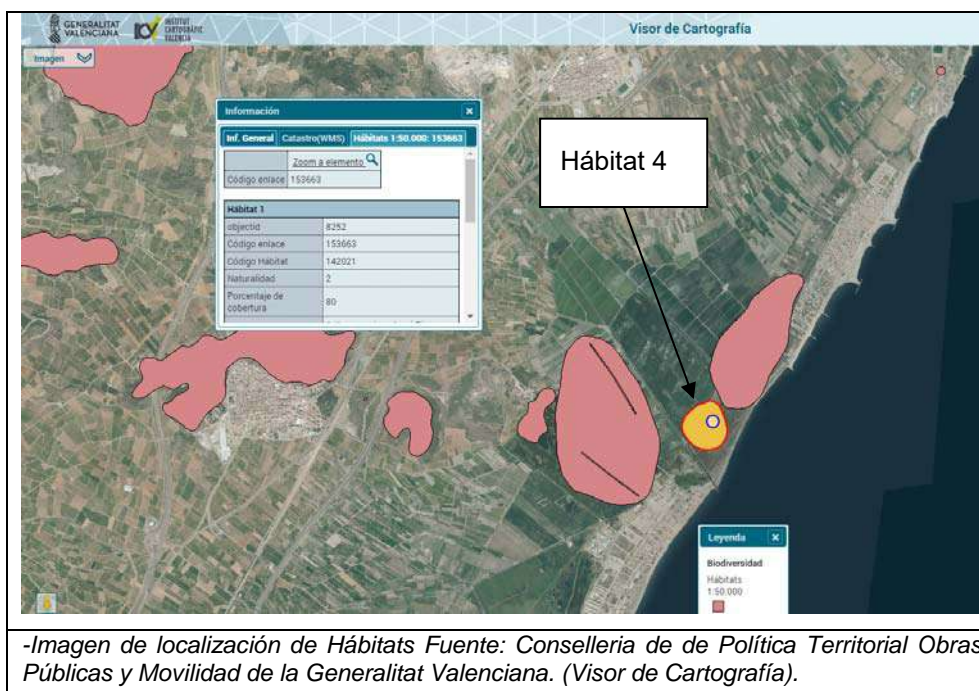 GENERALITAT
VALENCIANA
INSTITUT
CARTOGRÀFIC
VALENCIÀ
Visor de Cartografía
Imagen
Información
Inf. General Catastro(WMS) Hábitats 1:50.000: 153663
Zoom a elemento
Código enlace 153663
Hábitat 1
objectid 8252
Código enlace 153663
Código Hábitat 142021
Naturalidad 2
Porcentaje de
cobertura 80
Hábitat 4
Leyenda
Biodiversidad
Hábitats
1:50.000
-Imagen de localización de Hábitats Fuente: Conselleria de de Política Territorial Obras
Públicas y Movilidad de la Generalitat Valenciana. (Visor de Cartografía).